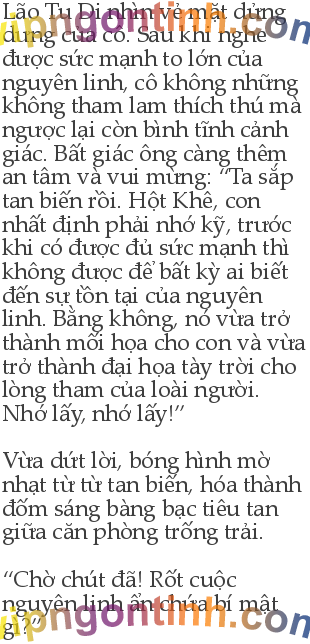 Lão Tu Di nhìn vẻ mặt dửng
dưng của cô. Sau khi nghe
được sức mạnh to lớn của
nguyên linh, cô không những
không tham lam thích thú mà
ngược lại còn bình tĩnh cảnh
giác. Bất giác ông càng thêm
an tâm và vui mừng: “Ta sắp
tan biến rồi. Hột Khê, con
nhất định phải nhớ kỹ, trước
khi có được đủ sức mạnh thì
không được để bất kỳ ai biết
đến sự tồn tại của nguyên
linh. Bằng không, nó vừa trở
thành mối họa cho con và vừa
trở thành đại họa tày trời cho
lòng tham của loài người.
Nhớ lấy, nhớ lấy!”
Vừa dứt lời, bóng hình mờ
nhạt từ từ tan biến, hóa thành
đốm sáng bàng bạc tiêu tan
giữa căn phòng trống trải.
“Chờ chút đã! Rốt cuộc
nguyên linh ẩn chứa bí mật
gì?”
vipngontinh.com
vipngontinh.com